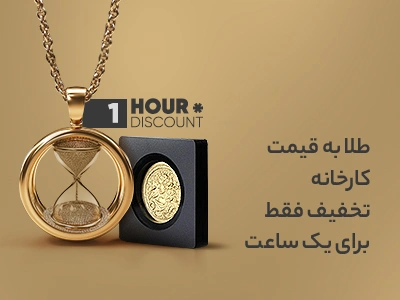 1 HOUR *
DISCOUNT
طلا به قیمت
کارخانه
تخفیف فقط
برای یک ساعت